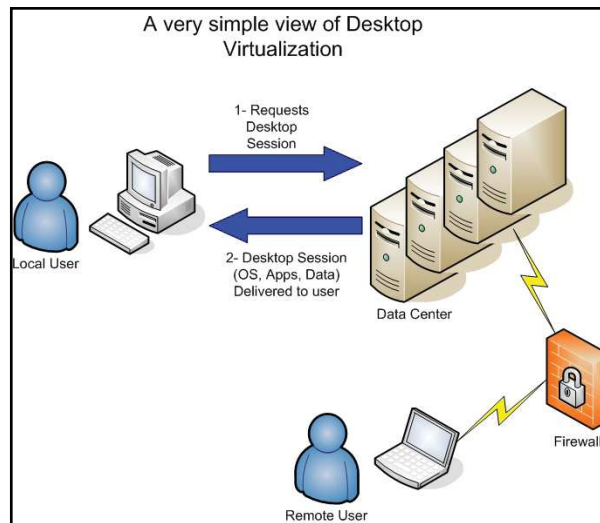 A very simple view of Desktop
Virtualization
1- Requests
Desktop
Session
Local User
2- Desktop Session
(OS, Apps, Data)
Delivered to user
Data Center
Firewall
Remote User